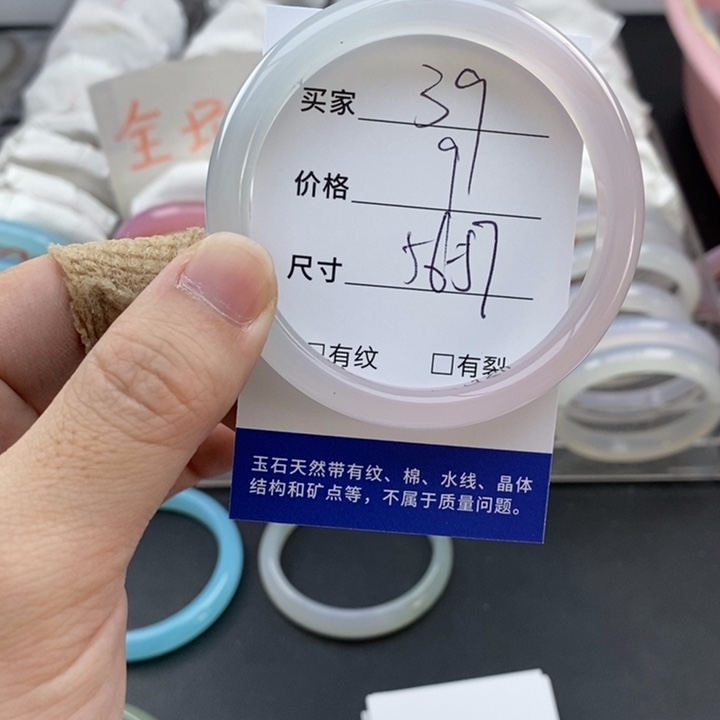 买家 39
价格 9
尺寸 56-57
□有纹 □有裂
玉石天然带有纹、棉、水线、晶体
结构和矿点等，不属于质量问题。
全